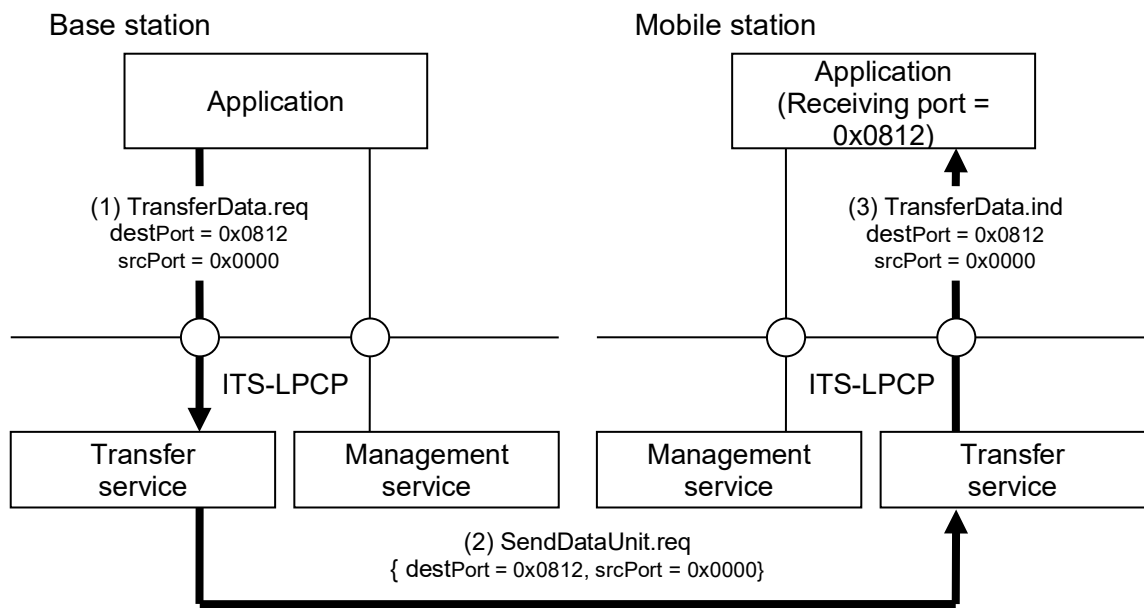 Base station
Mobile station
Application
Application
(Receiving port =
0x0812)
(1) TransferData.req
destPort = 0x0812
srcPort = 0x0000
(3) TransferData.ind
destPort = 0x0812
srcPort = 0x0000
ITS-LPCP
ITS-LPCP
Transfer
service
Management
service
Management
service
Transfer
service
(2) SendDataUnit.req
{ destPort = 0x0812, srcPort = 0x0000}